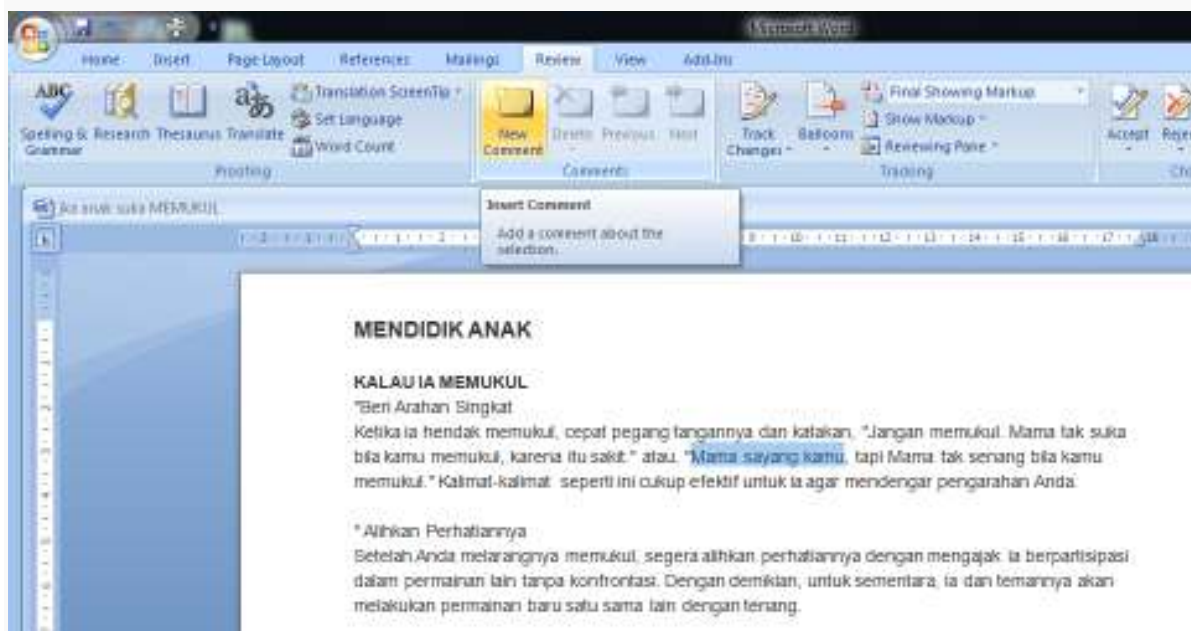 Microsoft Word
Home Insert Page Layout References Mailings Review View Add-Ins
ABC
Spelling & Grammar Research Thesaurus Translate
Translation ScreenTip
Set Language
Word Count
New Comment Delete Previous Next
Track Changes Balloons
Final Showing Markup
Show Markup
Reviewing Pane
Accept
Proofing Comments Tracking
anak suka MEMUKUL
Insert Comment
Add a comment about the
selection.
MENDIDIK ANAK
KALAU IA MEMUKUL
*Beri Arahan Singkat
Ketika ia hendak memukul, cepat pegang tangannya dan katakan, "Jangan memukul. Mama tak suka
bila kamu memukul, karena itu sakit." atau. "Mama sayang kamu, tapi Mama tak senang bila kamu
memukul." Kalimat-kalimat seperti ini cukup efektif untuk ia agar mendengar pengarahan Anda.
* Alihkan Perhatiannya
Setelah Anda melarangnya memukul, segera alihkan perhatiannya dengan mengajak ia berpartisipasi
dalam permainan lain tanpa konfrontasi. Dengan demikian, untuk sementara, ia dan temannya akan
melakukan permainan baru satu sama lain dengan tenang.